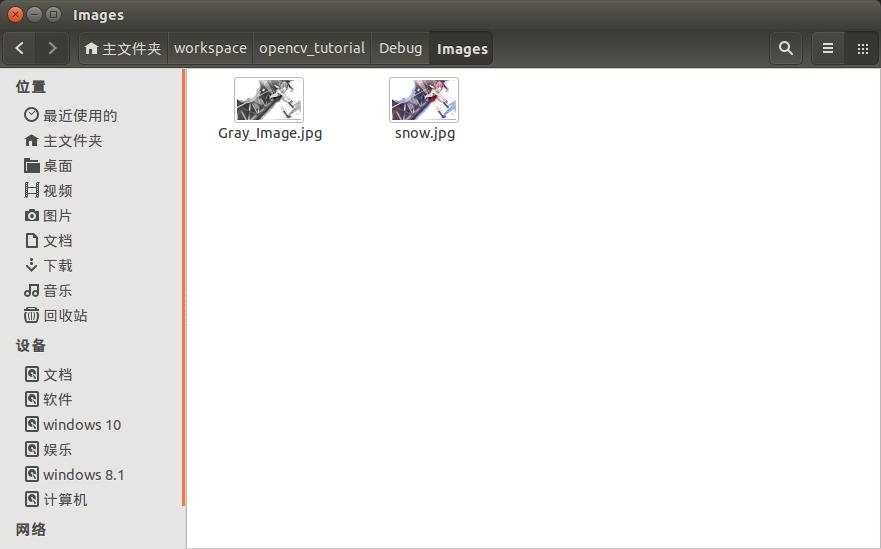 Images
主文件夹 workspace opencv_tutorial Debug Images
位置
最近使用的
主文件夹
桌面
视频
图片
文档
下载
音乐
回收站
设备
文档
软件
windows 10
娱乐
windows 8.1
计算机
网络
Gray_Image.jpg
snow.jpg